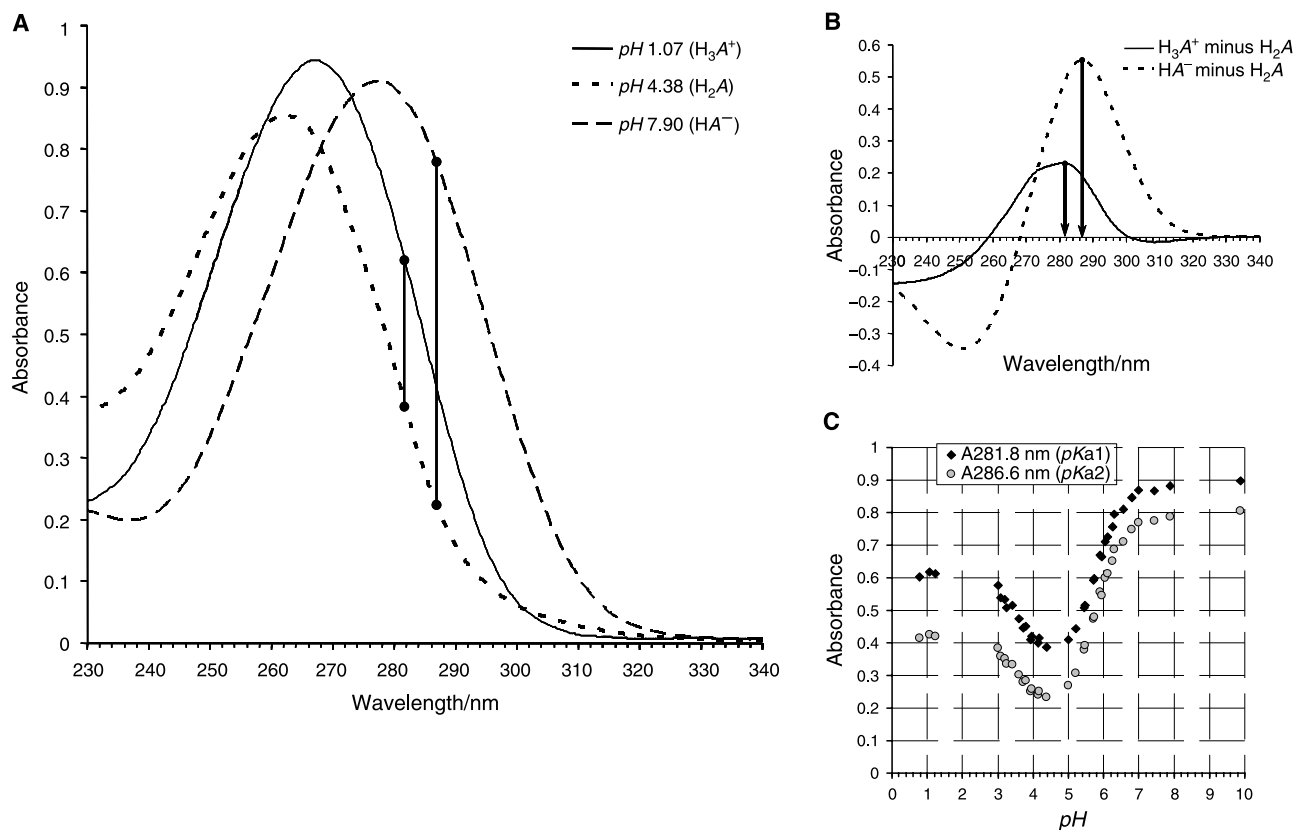 A
1
0.9
0.8
0.7
0.6
0.5
0.4
0.3
0.2
0.1
0
Absorbance
230 240 250 260 270 280 290 300 310 320 330 340
Wavelength/nm
pH 1.07 (H₃A⁺)
pH 4.38 (H₂A)
pH 7.90 (HA⁻)
B
0.6
0.5
0.4
0.3
0.2
0.1
0
−0.1
−0.2
−0.3
−0.4
Absorbance
230 240 250 260 270 280 290 300 310 320 330 340
Wavelength/nm
H₃A⁺ minus H₂A
HA⁻ minus H₂A
C
1
0.9
0.8
0.7
0.6
0.5
0.4
0.3
0.2
0.1
0
Absorbance
A281.8 nm (pKa1)
A286.6 nm (pKa2)
0 1 2 3 4 5 6 7 8 9 10
pH